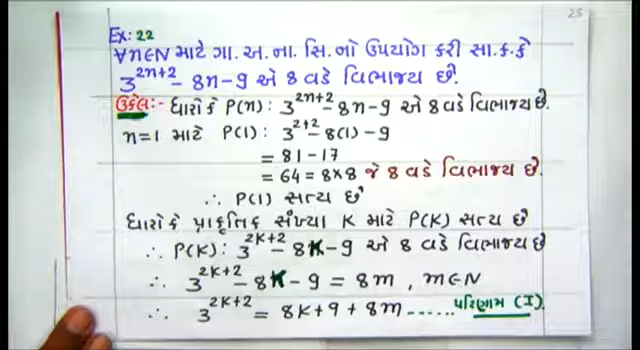 25
Ex: 22
∀n∈N માટે ગા. અ. ના. સિ. નો ઉપયોગ કરી સા.ક.કે
3^{2n+2} - 8n - 9 એ 8 વડે વિભાજ્ય છે.
ઉકેલ:- ધારોકે P(n): 3^{2n+2} - 8n - 9 એ 8 વડે વિભાજ્ય છે.
n=1 માટે P(1): 3^{2+2} - 8(1) - 9
= 81 - 17
= 64 = 8×8 જે 8 વડે વિભાજ્ય છે.
∴ P(1) સત્ય છે
ધારોકે પ્રાકૃતિક સંખ્યા K માટે P(K) સત્ય છે
∴ P(K): 3^{2K+2} - 8K - 9 એ 8 વડે વિભાજ્ય છે
∴ 3^{2K+2} - 8K - 9 = 8m, m∈N
∴ 3^{2K+2} = 8K + 9 + 8m ...... પરિણામ (I).